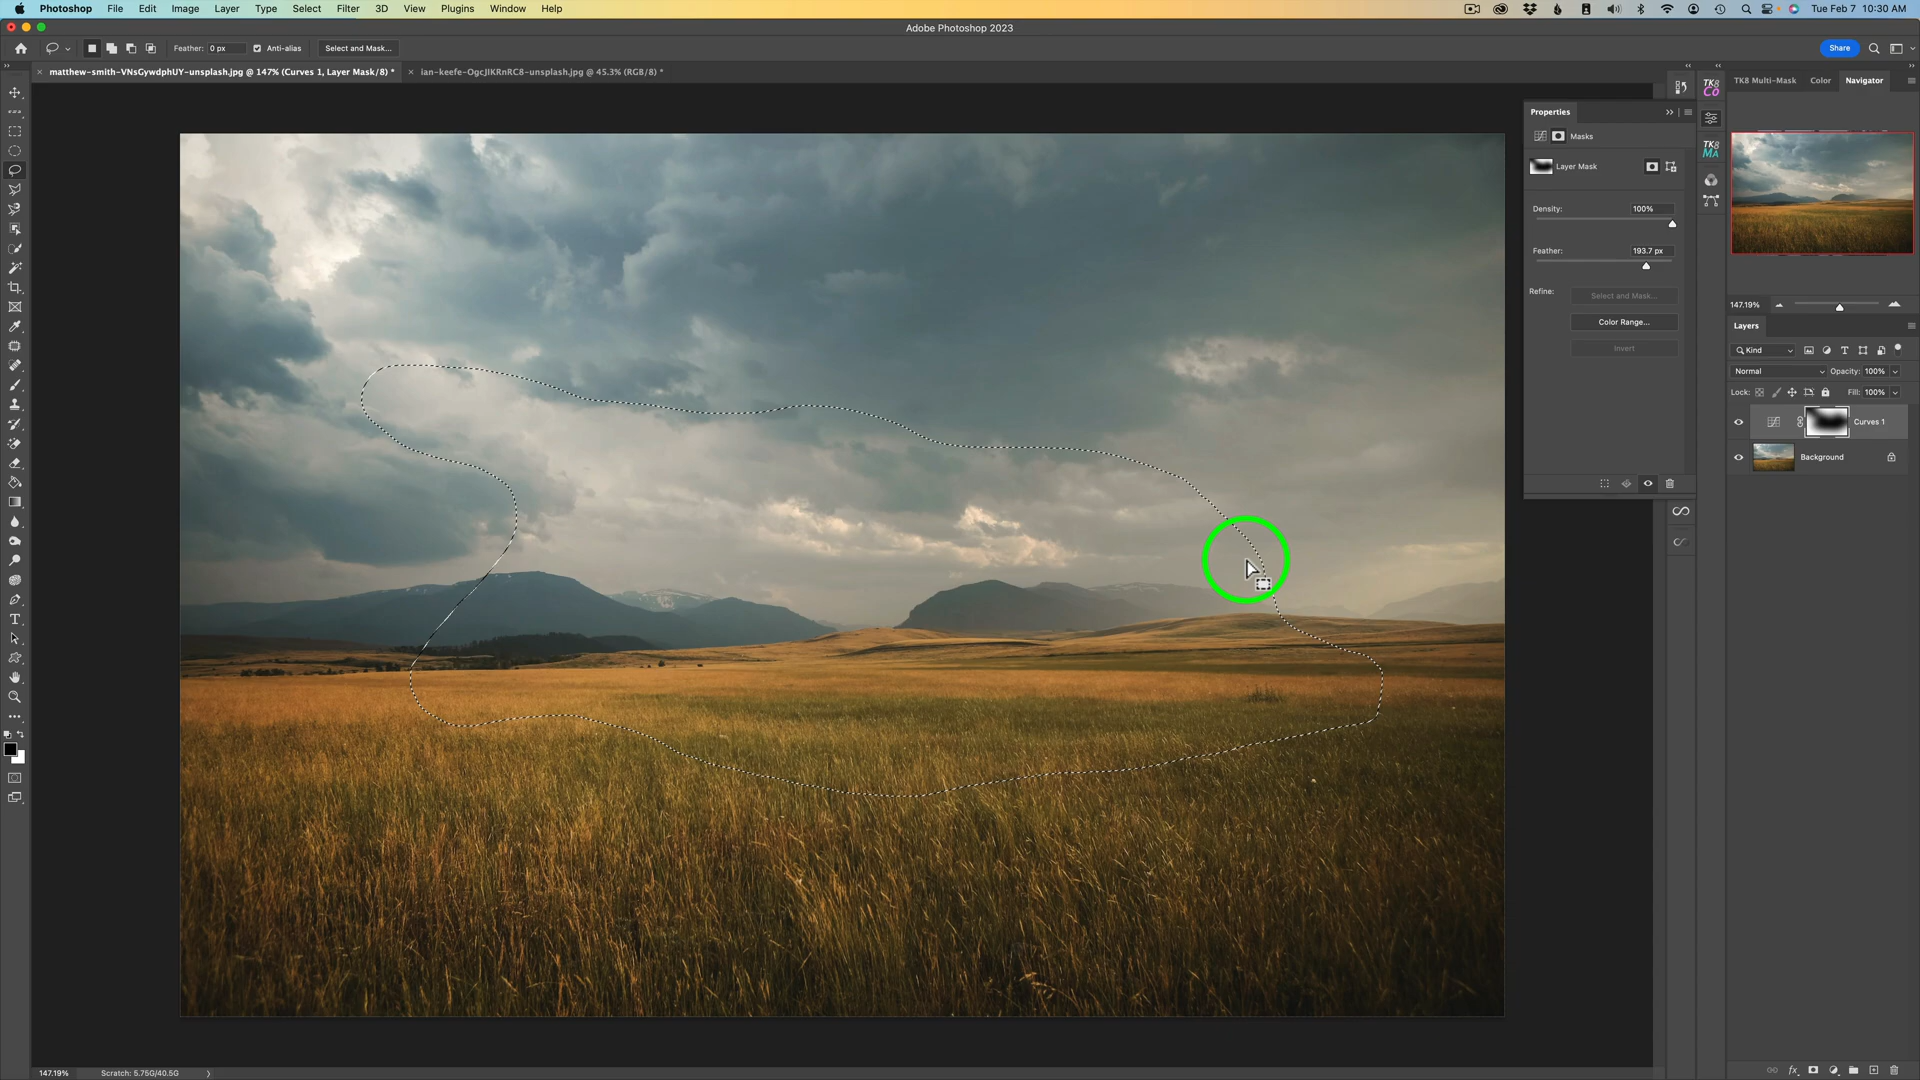 Photoshop File Edit Image Layer Type Select Filter 3D View Plugins Window Help Tue Feb 7 10:30 AM
Adobe Photoshop 2023
Feather: 0 px Anti-alias Select and Mask... Share
matthew-smith-VNsGywdphUY-unsplash.jpg @ 147% (Curves 1, Layer Mask/8) * ian-keefe-OgcJIKRnRC8-unsplash.jpg @ 45.3% (RGB/8) *
TK8 Multi-Mask Color Navigator
TK8
Co
TK8
MA
Properties
Masks
Layer Mask
Density: 100%
Feather: 193.7 px
Refine: Select and Mask...
Color Range...
Invert
147.19%
Layers
Kind
Normal Opacity: 100%
Lock: Fill: 100%
Curves 1
Background
147.19% Scratch: 5.75G/40.5G